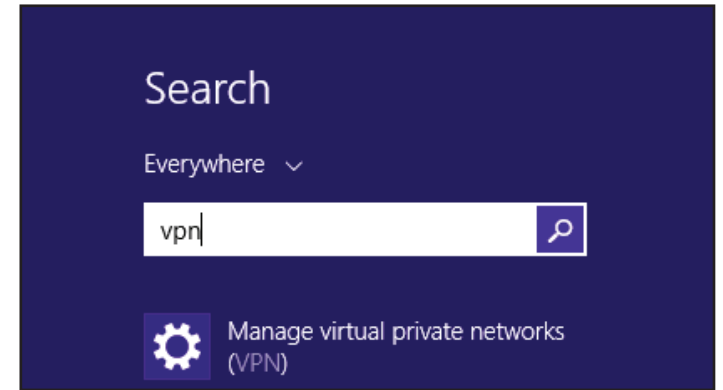 Search
Everywhere
vpn
Manage virtual private networks
(VPN)